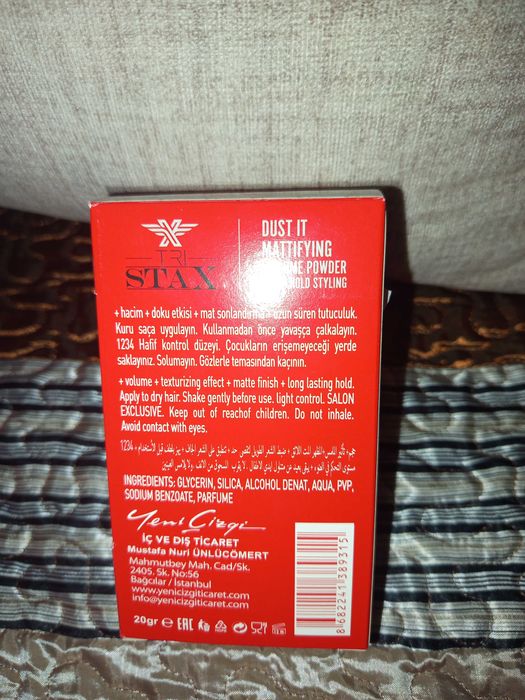 TRI
STAX
DUST IT
MATTIFYING
POWDER
HOLD STYLING
+ hacim + doku etkisi + mat sonlandırma + uzun süren tutuculuk.
Kuru saça uygulayın. Kullanmadan önce yavaşça çalkalayın.
1234 Hafif kontrol düzeyi. Çocukların erişemeyeceği yerde
saklayınız. Solumayın. Gözlerle temasından kaçının.
+ volume + texturizing effect + matte finish + long lasting hold.
Apply to dry hair. Shake gently before use. light control. SALON
EXCLUSIVE. Keep out of reachof children. Do not inhale.
Avoid contact with eyes.
INGREDIENTS: GLYCERIN, SILICA, ALCOHOL DENAT, AQUA, PVP,
SODIUM BENZOATE, PARFUME
Yeni Çizgi
İÇ VE DIŞ TİCARET
Mustafa Nuri ÜNLÜCÖMERT
Mahmutbey Mah. Cad/Sk.
2405. Sk. No:56
Bağcılar / İstanbul
www.yenicizgiticaret.com
info@yenicizgiticaret.com
20gr
8682241389315